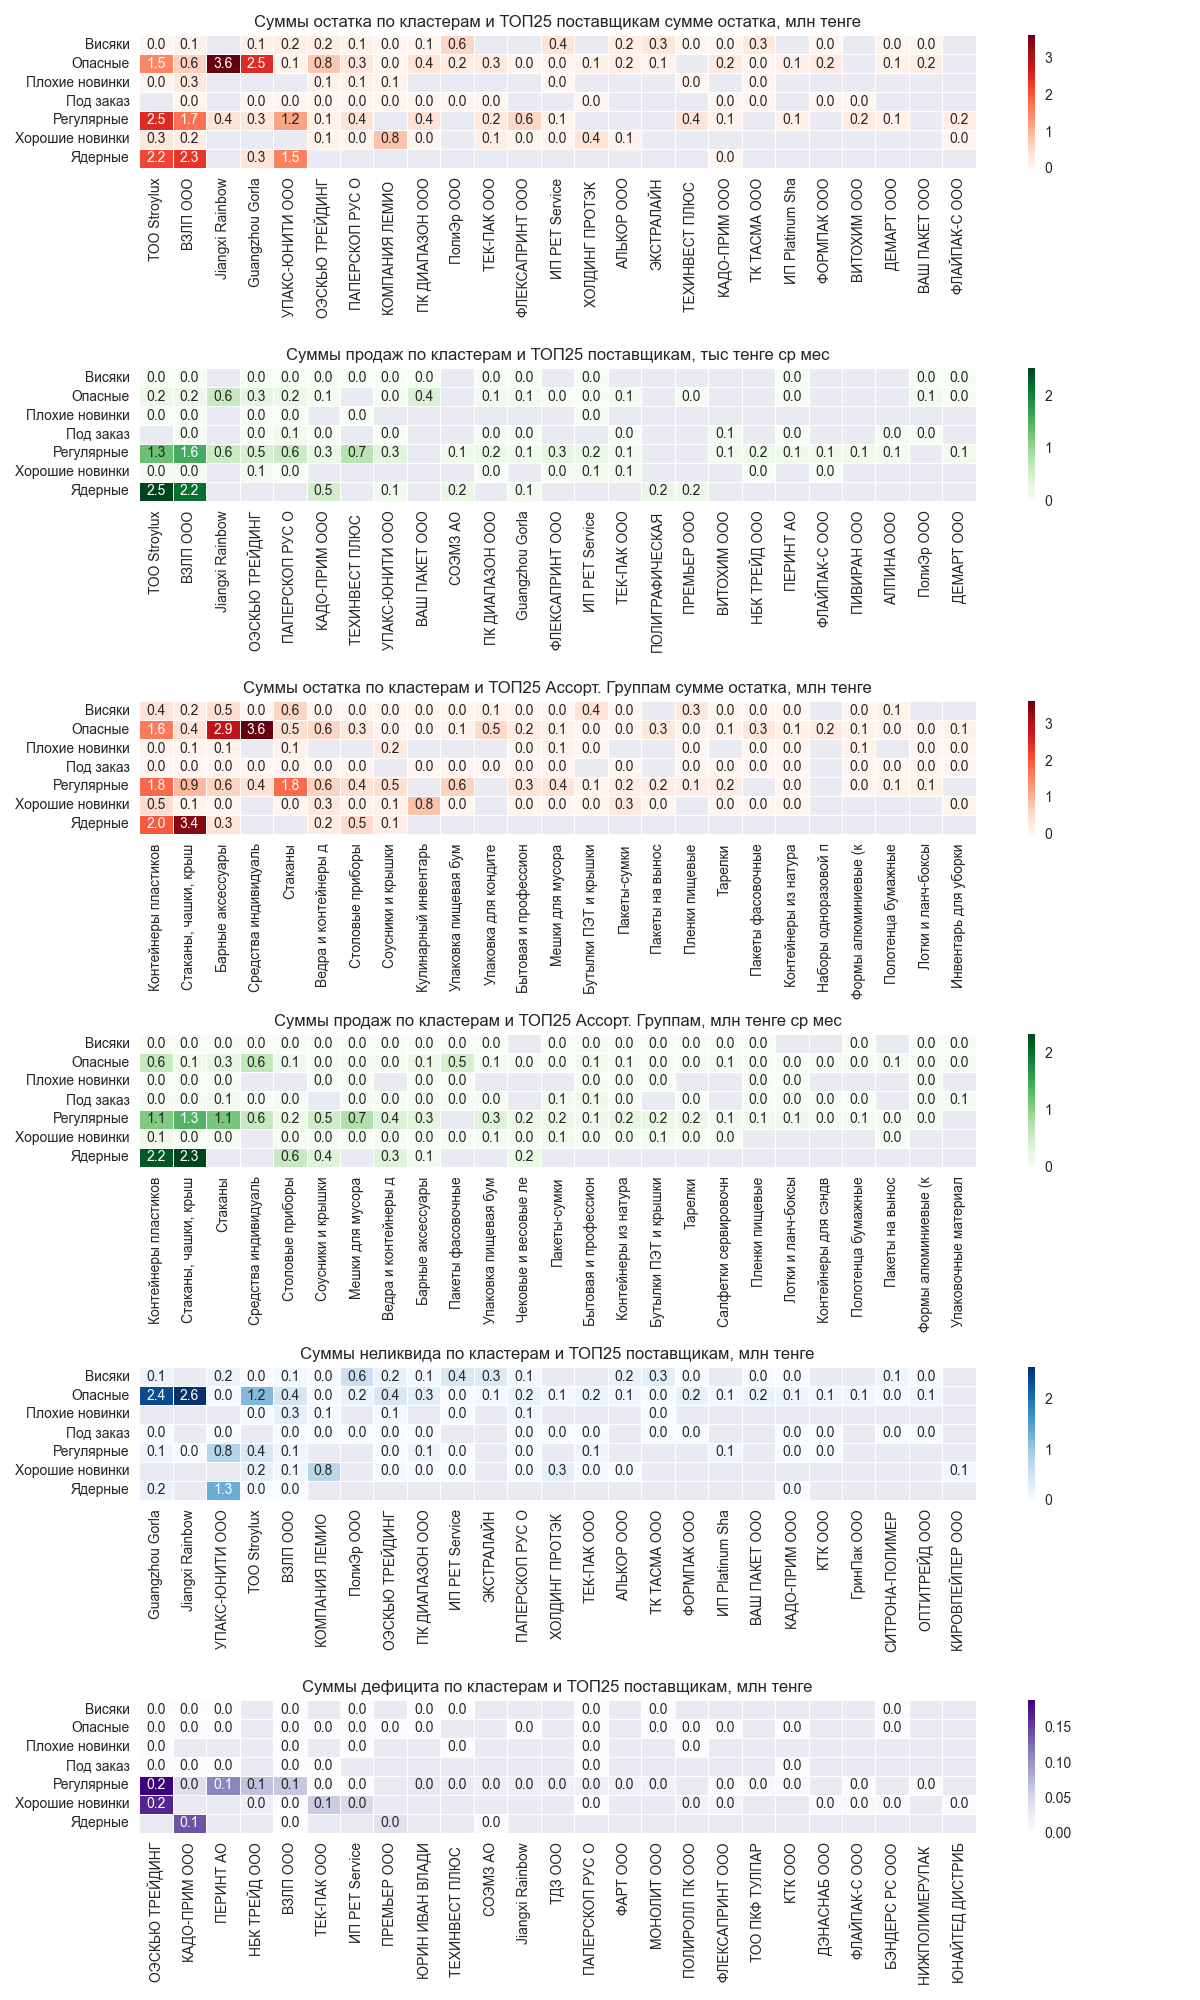 Суммы остатка по кластерам и ТОП25 поставщикам сумме остатка, млн тенге
Висяки 0.0 0.1 0.1 0.2 0.2 0.1 0.0 0.1 0.6 0.4 0.2 0.3 0.0 0.0 0.3 0.0 0.0 0.0
Опасные 1.5 0.6 3.6 2.5 0.1 0.8 0.3 0.0 0.4 0.2 0.3 0.0 0.0 0.1 0.2 0.1 0.2 0.0 0.1 0.2 0.1 0.2
Плохие новинки 0.0 0.3 0.1 0.1 0.1 0.0 0.0 0.0
Под заказ 0.0 0.0 0.0 0.0 0.0 0.0 0.0 0.0 0.0 0.0 0.0 0.0 0.0 0.0
Регулярные 2.5 1.7 0.4 0.3 1.2 0.1 0.4 0.4 0.2 0.6 0.1 0.4 0.1 0.1 0.2 0.1 0.2
Хорошие новинки 0.3 0.2 0.1 0.0 0.8 0.0 0.1 0.0 0.0 0.4 0.1 0.0
Ядерные 2.2 2.3 0.3 1.5 0.0
3
2
1
0
ТОО Stroylux
ВЗЛП ООО
Jiangxi Rainbow
Guangzhou Gorla
УПАКС-ЮНИТИ ООО
ОЭСКЬЮ ТРЕЙДИНГ
ПАПЕРСКОП РУС О
КОМПАНИЯ ЛЕМИО
ПК ДИАПАЗОН ООО
ПолиЭр ООО
ТЕК-ПАК ООО
ФЛЕКСАПРИНТ ООО
ИП PET Service
ХОЛДИНГ ПРОТЭК
АЛЬКОР ООО
ЭКСТРАЛАЙН
ТЕХИНВЕСТ ПЛЮС
КАДО-ПРИМ ООО
ТК ТАСМА ООО
ИП Platinum Sha
ФОРМПАК ООО
ВИТОХИМ ООО
ДЕМАРТ ООО
ВАШ ПАКЕТ ООО
ФЛАЙПАК-С ООО
Суммы продаж по кластерам и ТОП25 поставщикам, тыс тенге ср мес
Висяки 0.0 0.0 0.0 0.0 0.0 0.0 0.0 0.0 0.0 0.0 0.0 0.0 0.0 0.0
Опасные 0.2 0.2 0.6 0.3 0.2 0.1 0.0 0.4 0.1 0.1 0.0 0.0 0.1 0.0 0.0 0.1 0.0
Плохие новинки 0.0 0.0 0.0 0.0 0.0 0.0
Под заказ 0.0 0.0 0.1 0.0 0.0 0.0 0.0 0.0 0.1 0.0 0.0 0.0
Регулярные 1.3 1.6 0.6 0.5 0.6 0.3 0.7 0.3 0.1 0.2 0.1 0.3 0.2 0.1 0.1 0.2 0.1 0.1 0.1 0.1 0.1
Хорошие новинки 0.0 0.0 0.1 0.0 0.0 0.0 0.1 0.1 0.0 0.0
Ядерные 2.5 2.2 0.5 0.1 0.2 0.1 0.2 0.2
2
1
0
ТОО Stroylux
ВЗЛП ООО
Jiangxi Rainbow
ОЭСКЬЮ ТРЕЙДИНГ
ПАПЕРСКОП РУС О
КАДО-ПРИМ ООО
ТЕХИНВЕСТ ПЛЮС
УПАКС-ЮНИТИ ООО
ВАШ ПАКЕТ ООО
СОЭМЗ АО
ПК ДИАПАЗОН ООО
Guangzhou Gorla
ФЛЕКСАПРИНТ ООО
ИП PET Service
ТЕК-ПАК ООО
ПОЛИГРАФИЧЕСКАЯ
ПРЕМЬЕР ООО
ВИТОХИМ ООО
НБК ТРЕЙД ООО
ПЕРИНТ АО
ФЛАЙПАК-С ООО
ПИВИРАН ООО
АЛПИНА ООО
ПолиЭр ООО
ДЕМАРТ ООО
Суммы остатка по кластерам и ТОП25 Ассорт. Группам сумме остатка, млн тенге
Висяки 0.4 0.2 0.5 0.0 0.6 0.0 0.0 0.0 0.0 0.0 0.1 0.0 0.0 0.4 0.0 0.3 0.0 0.0 0.0 0.0 0.1
Опасные 1.6 0.4 2.9 3.6 0.5 0.6 0.3 0.0 0.0 0.1 0.5 0.2 0.1 0.0 0.0 0.3 0.0 0.1 0.3 0.1 0.2 0.1 0.0 0.0 0.1
Плохие новинки 0.0 0.1 0.1 0.1 0.2 0.0 0.1 0.0 0.0 0.0 0.0 0.1 0.0 0.0
Под заказ 0.0 0.0 0.0 0.0 0.0 0.0 0.0 0.0 0.0 0.0 0.0 0.0 0.0 0.0 0.0 0.0 0.0 0.0 0.0 0.0 0.0 0.0
Регулярные 1.8 0.9 0.6 0.4 1.8 0.6 0.4 0.5 0.6 0.3 0.4 0.1 0.2 0.2 0.1 0.2 0.0 0.0 0.1 0.1
Хорошие новинки 0.5 0.1 0.0 0.0 0.3 0.0 0.1 0.8 0.0 0.0 0.0 0.0 0.3 0.0 0.0 0.0 0.0 0.0
Ядерные 2.0 3.4 0.3 0.2 0.5 0.1
3
2
1
0
Контейнеры пластиков
Стаканы, чашки, крыш
Барные аксессуары
Средства индивидуаль
Стаканы
Ведра и контейнеры д
Столовые приборы
Соусники и крышки
Кулинарный инвентарь
Упаковка пищевая бум
Упаковка для кондите
Бытовая и профессион
Мешки для мусора
Бутылки ПЭТ и крышки
Пакеты-сумки
Пакеты на вынос
Пленки пищевые
Тарелки
Пакеты фасовочные
Контейнеры из натура
Наборы одноразовой п
Формы алюминиевые (к
Полотенца бумажные
Лотки и ланч-боксы
Инвентарь для уборки
Суммы продаж по кластерам и ТОП25 Ассорт. Группам, млн тенге ср мес
Висяки 0.0 0.0 0.0 0.0 0.0 0.0 0.0 0.0 0.0 0.0 0.0 0.0 0.0 0.0 0.0 0.0 0.0 0.0 0.0 0.0 0.0
Опасные 0.6 0.1 0.3 0.6 0.1 0.0 0.0 0.0 0.1 0.5 0.1 0.0 0.0 0.1 0.1 0.0 0.0 0.1 0.0 0.0 0.0 0.0 0.1 0.0 0.0
Плохие новинки 0.0 0.0 0.0 0.0 0.0 0.0 0.0 0.0 0.0 0.0 0.0 0.0 0.0
Под заказ 0.0 0.0 0.1 0.0 0.0 0.0 0.0 0.0 0.0 0.1 0.1 0.0 0.0 0.0 0.0 0.0 0.0 0.0 0.0 0.1
Регулярные 1.1 1.3 1.1 0.6 0.2 0.5 0.7 0.4 0.3 0.3 0.2 0.2 0.1 0.2 0.2 0.2 0.1 0.1 0.1 0.0 0.1 0.0 0.0
Хорошие новинки 0.1 0.0 0.0 0.0 0.0 0.0 0.0 0.0 0.0 0.1 0.0 0.1 0.0 0.0 0.1 0.0 0.0 0.0
Ядерные 2.2 2.3 0.6 0.4 0.3 0.1 0.2
2
1
0
Контейнеры пластиков
Стаканы, чашки, крыш
Стаканы
Средства индивидуаль
Столовые приборы
Соусники и крышки
Мешки для мусора
Ведра и контейнеры д
Барные аксессуары
Пакеты фасовочные
Упаковка пищевая бум
Чековые и весовые ле
Пакеты-сумки
Бытовая и профессион
Контейнеры из натура
Бутылки ПЭТ и крышки
Тарелки
Салфетки сервировочн
Пленки пищевые
Лотки и ланч-боксы
Контейнеры для сэндв
Полотенца бумажные
Пакеты на вынос
Формы алюминиевые (к
Упаковочные материал
Суммы неликвида по кластерам и ТОП25 поставщикам, млн тенге
Висяки 0.1 0.2 0.0 0.1 0.0 0.6 0.2 0.1 0.4 0.3 0.1 0.2 0.3 0.0 0.0 0.1 0.0
Опасные 2.4 2.6 0.0 1.2 0.4 0.0 0.2 0.4 0.3 0.0 0.1 0.2 0.1 0.2 0.1 0.0 0.2 0.1 0.2 0.1 0.1 0.1 0.0 0.1
Плохие новинки 0.0 0.3 0.1 0.1 0.0 0.1 0.0
Под заказ 0.0 0.0 0.0 0.0 0.0 0.0 0.0 0.0 0.0 0.0 0.0 0.0 0.0 0.0 0.0 0.0 0.0
Регулярные 0.1 0.0 0.8 0.4 0.1 0.0 0.1 0.0 0.0 0.1 0.1 0.0 0.0
Хорошие новинки 0.2 0.1 0.8 0.0 0.0 0.0 0.0 0.3 0.0 0.0 0.1
Ядерные 0.2 1.3 0.0 0.0 0.0
2
1
0
Guangzhou Gorla
Jiangxi Rainbow
УПАКС-ЮНИТИ ООО
ТОО Stroylux
ВЗЛП ООО
КОМПАНИЯ ЛЕМИО
ПолиЭр ООО
ОЭСКЬЮ ТРЕЙДИНГ
ПК ДИАПАЗОН ООО
ИП PET Service
ЭКСТРАЛАЙН
ПАПЕРСКОП РУС О
ХОЛДИНГ ПРОТЭК
ТЕК-ПАК ООО
АЛЬКОР ООО
ТК ТАСМА ООО
ФОРМПАК ООО
ИП Platinum Sha
ВАШ ПАКЕТ ООО
КАДО-ПРИМ ООО
КТК ООО
ГринПак ООО
СИТРОНА-ПОЛИМЕР
ОПТИТРЕЙД ООО
КИРОВПЕЙПЕР ООО
Суммы дефицита по кластерам и ТОП25 поставщикам, млн тенге
Висяки 0.0 0.0 0.0 0.0 0.0 0.0 0.0 0.0 0.0 0.0
Опасные 0.0 0.0 0.0 0.0 0.0 0.0 0.0 0.0 0.0 0.0 0.0 0.0 0.0 0.0 0.0
Плохие новинки 0.0 0.0 0.0 0.0 0.0 0.0
Под заказ 0.0 0.0 0.0 0.0 0.0 0.0 0.0
Регулярные 0.2 0.0 0.1 0.1 0.1 0.0 0.0 0.0 0.0 0.0 0.0 0.0 0.0 0.0 0.0 0.0 0.0 0.0 0.0
Хорошие новинки 0.2 0.0 0.0 0.1 0.0 0.0 0.0 0.0 0.0 0.0 0.0 0.0
Ядерные 0.1 0.0 0.0 0.0
0.15
0.10
0.05
0.00
ОЭСКЬЮ ТРЕЙДИНГ
КАДО-ПРИМ ООО
ПЕРИНТ АО
НБК ТРЕЙД ООО
ВЗЛП ООО
ТЕК-ПАК ООО
ИП PET Service
ПРЕМЬЕР ООО
ЮРИН ИВАН ВЛАДИ
ТЕХИНВЕСТ ПЛЮС
СОЭМЗ АО
Jiangxi Rainbow
ТДЗ ООО
ПАПЕРСКОП РУС О
ФАРТ ООО
МОНОЛИТ ООО
ПОЛИРОЛЛ ПК ООО
ФЛЕКСАПРИНТ ООО
ТОО ПКФ ТУЛПАР
КТК ООО
ДЭНАСНАБ ООО
ФЛАЙПАК-С ООО
БЭНДЕРС РС ООО
НИЖПОЛИМЕРУПАК
ЮНАЙТЕД ДИСТРИБ